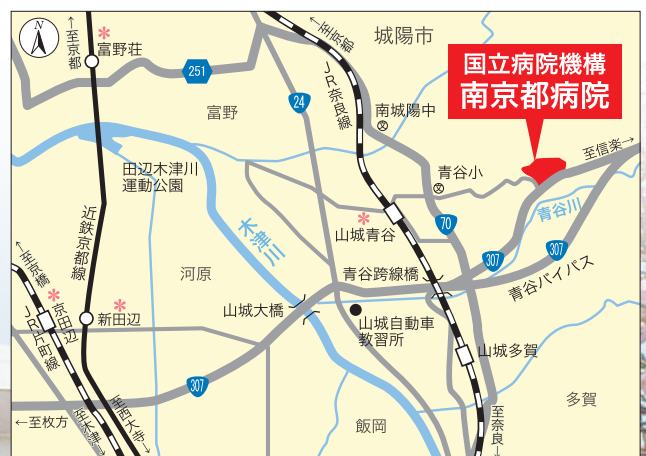 N
←至京都
富野荘
251
←至京都
城陽市
国立病院機構
南京都病院
JR奈良線
24
富野
南城陽中
至信楽→
田辺木津川
運動公園
青谷小
近鉄京都線
木津川
山城青谷
70
青谷川
307
307
←至京橋
河原
青谷跨線橋
青谷バイパス
京田辺
新田辺
山城大橋
山城自動車
教習所
JR片町線
山城多賀
307
多賀
←至枚方
至木津→
至西大寺→
飯岡
至奈良→